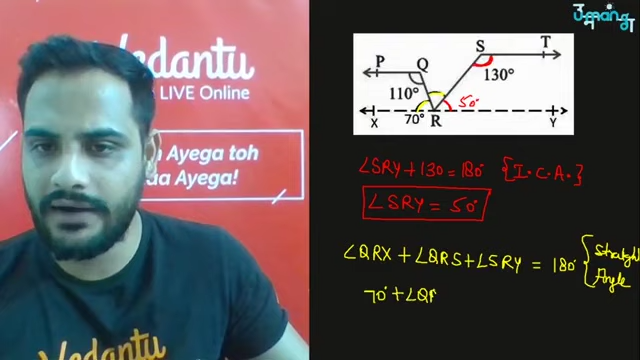 उमंग
Vedantu
LIVE Online
Ayega toh
Ayega!
S
T
P
Q
130°
110°
50°
70°
R
X
Y
∠SRY + 130 = 180° {I.C.A.}
∠SRY = 50°
∠QRX + ∠QRS + ∠SRY = 180° {Straight
Angle
70° + ∠QR